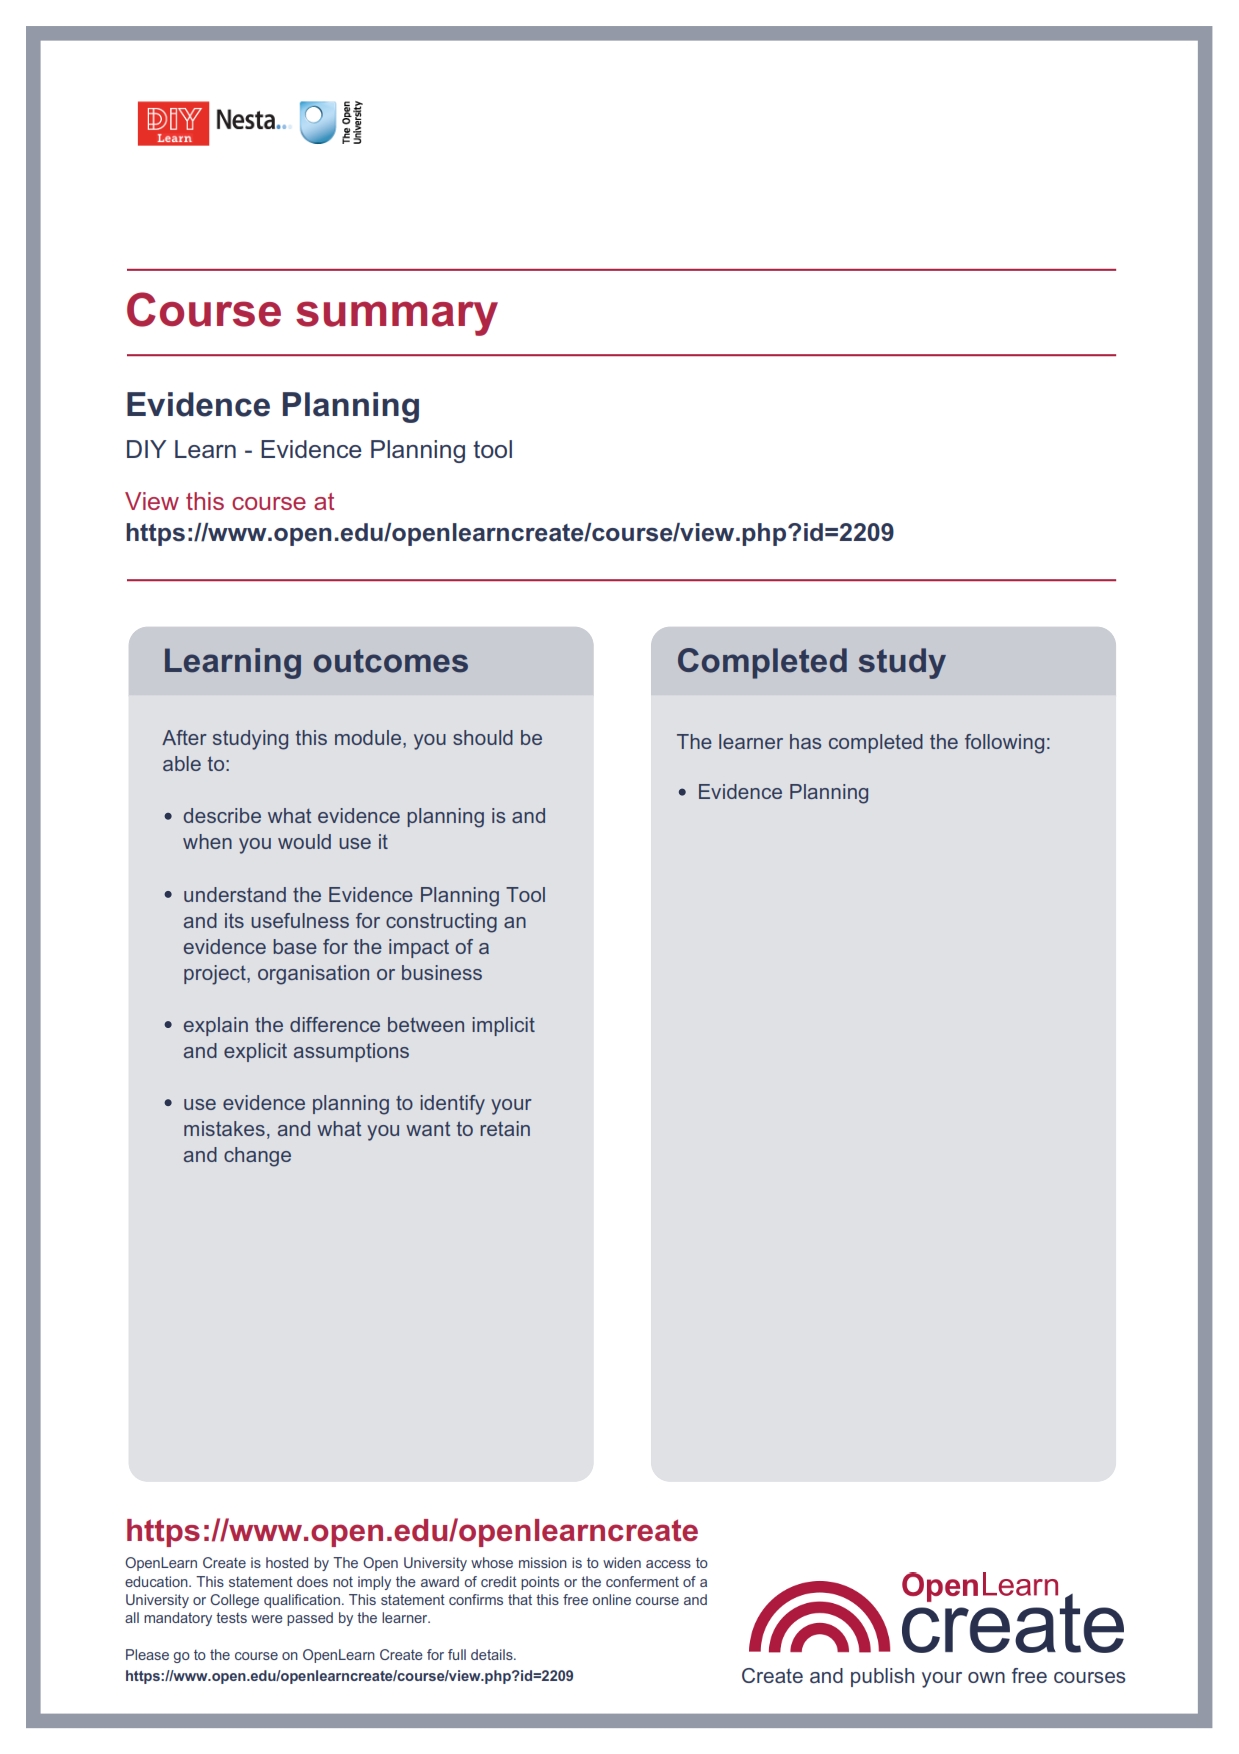 DIY
Learn
Nesta...
The Open
University
Course summary
Evidence Planning
DIY Learn - Evidence Planning tool
View this course at
https://www.open.edu/openlearncreate/course/view.php?id=2209
Learning outcomes
After studying this module, you should be
able to:
• describe what evidence planning is and
when you would use it
• understand the Evidence Planning Tool
and its usefulness for constructing an
evidence base for the impact of a
project, organisation or business
• explain the difference between implicit
and explicit assumptions
• use evidence planning to identify your
mistakes, and what you want to retain
and change
Completed study
The learner has completed the following:
• Evidence Planning
https://www.open.edu/openlearncreate
OpenLearn Create is hosted by The Open University whose mission is to widen access to
education. This statement does not imply the award of credit points or the conferment of a
University or College qualification. This statement confirms that this free online course and
all mandatory tests were passed by the learner.
Please go to the course on OpenLearn Create for full details.
https://www.open.edu/openlearncreate/course/view.php?id=2209
OpenLearn
create
Create and publish your own free courses